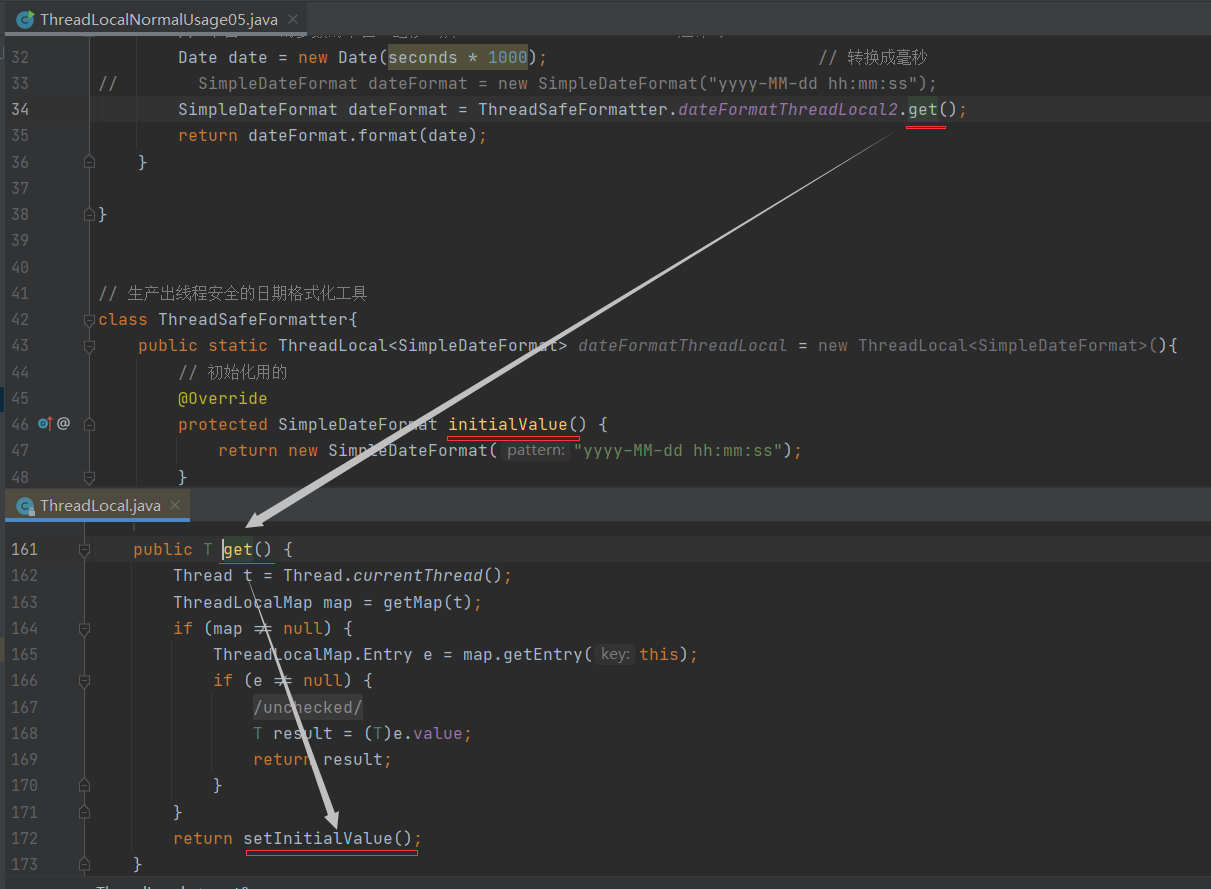 ThreadLocalNormalUsage05.java
32 Date date = new Date(seconds * 1000); // 转换成毫秒
33 // SimpleDateFormat dateFormat = new SimpleDateFormat("yyyy-MM-dd hh:mm:ss");
34 SimpleDateFormat dateFormat = ThreadSafeFormatter.dateFormatThreadLocal2.get();
35 return dateFormat.format(date);
36 }
37
38 }
39
40
41 // 生产出线程安全的日期格式化工具
42 class ThreadSafeFormatter{
43 public static ThreadLocal<SimpleDateFormat> dateFormatThreadLocal = new ThreadLocal<SimpleDateFormat>(){
44 // 初始化用的
45 @Override
46 @ protected SimpleDateFormat initialValue() {
47 return new SimpleDateFormat( pattern: "yyyy-MM-dd hh:mm:ss");
48 }
ThreadLocal.java
161 public T get() {
162 Thread t = Thread.currentThread();
163 ThreadLocalMap map = getMap(t);
164 if (map != null) {
165 ThreadLocalMap.Entry e = map.getEntry( key: this);
166 if (e != null) {
167 /unchecked/
168 T result = (T)e.value;
169 return result;
170 }
171 }
172 return setInitialValue();
173 }